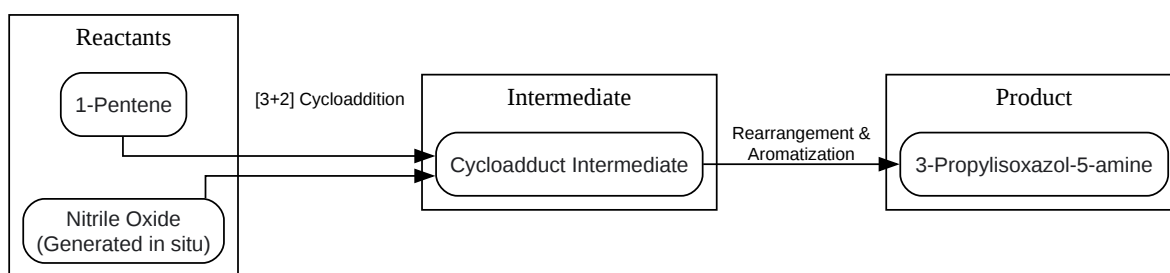 Reactants
1-Pentene
Nitrile Oxide
(Generated in situ)
[3+2] Cycloaddition
Intermediate
Cycloadduct Intermediate
Rearrangement &
Aromatization
Product
3-Propylisoxazol-5-amine